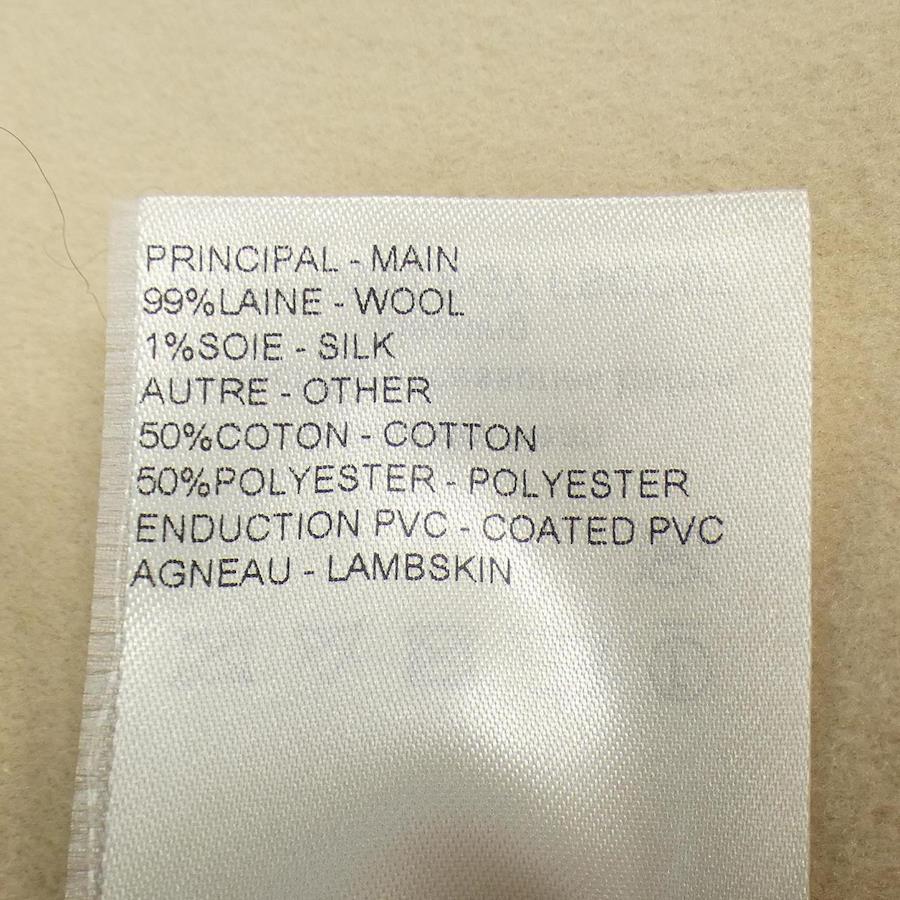 PRINCIPAL - MAIN
99%LAINE - WOOL
1%SOIE - SILK
AUTRE - OTHER
50%COTON - COTTON
50%POLYESTER - POLYESTER
ENDUCTION PVC - COATED PVC
AGNEAU - LAMBSKIN